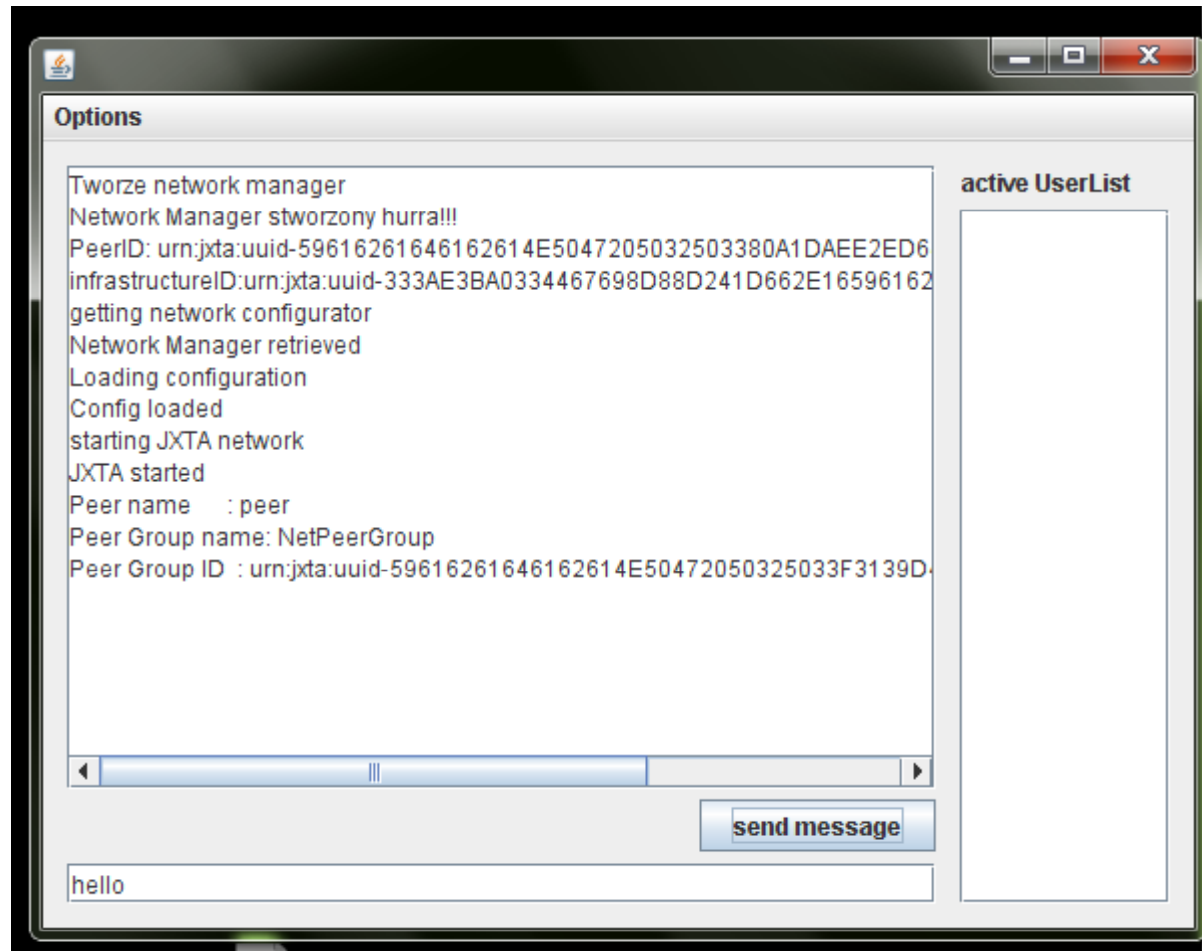 Options
Tworze network manager
Network Manager stworzony hurra!!!
PeerID: urn:jxta:uuid-59616261646162614E5047205032503380A1DAEE2ED6
infrastructureID:urn:jxta:uuid-333AE3BA0334467698D88D241D662E16596162
getting network configurator
Network Manager retrieved
Loading configuration
Config loaded
starting JXTA network
JXTA started
Peer name : peer
Peer Group name: NetPeerGroup
Peer Group ID : urn:jxta:uuid-59616261646162614E50472050325033F3139D
send message
hello
active UserList